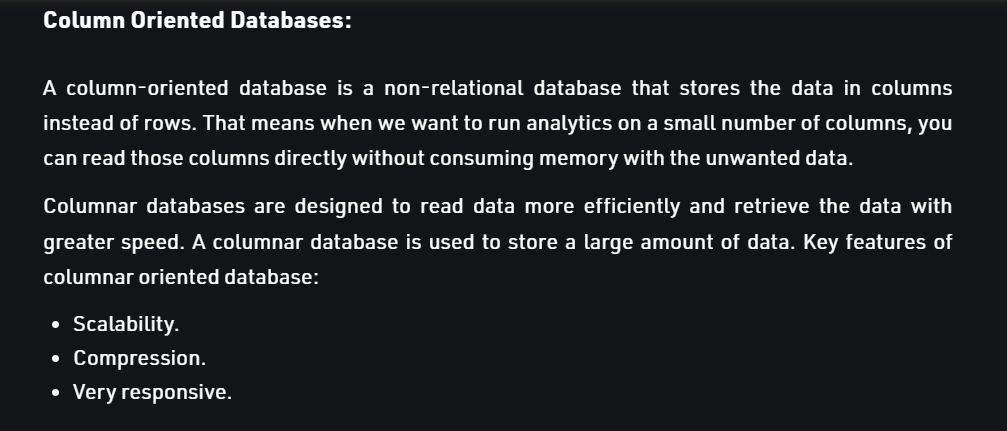 Column Oriented Databases:
A column-oriented database is a non-relational database that stores the data in columns
instead of rows. That means when we want to run analytics on a small number of columns, you
can read those columns directly without consuming memory with the unwanted data.
Columnar databases are designed to read data more efficiently and retrieve the data with
greater speed. A columnar database is used to store a large amount of data. Key features of
columnar oriented database:
• Scalability.
• Compression.
• Very responsive.